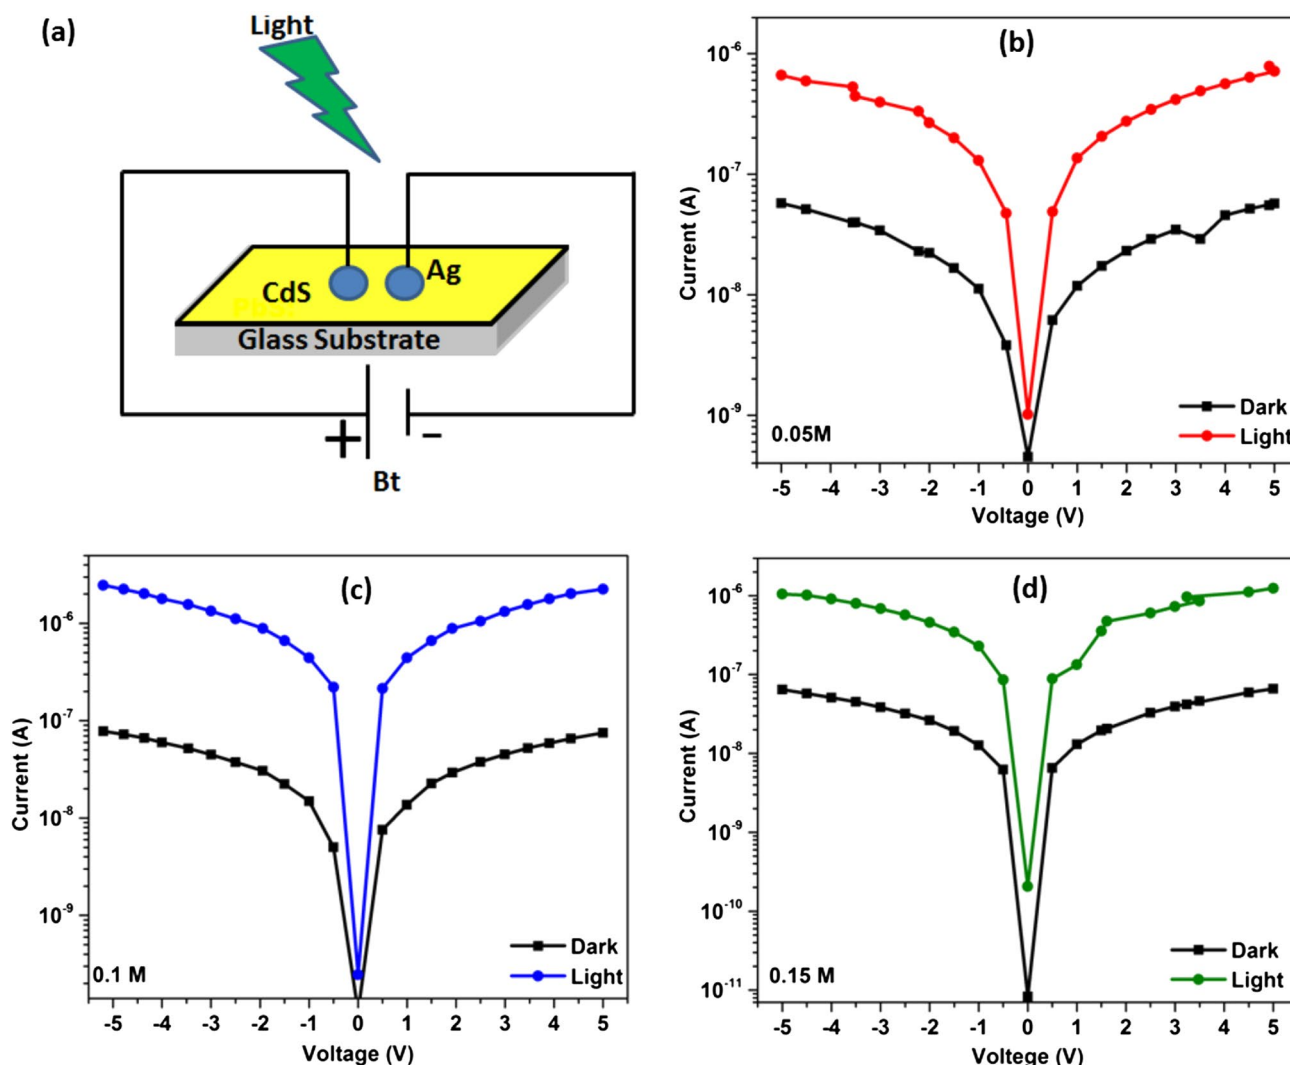 (a)
Light
CdS
Ag
PbS:
Glass Substrate
+
-
Bt
(b)
Current (A)
10⁻⁶
10⁻⁷
10⁻⁸
10⁻⁹
0.05M
Dark
Light
-5 -4 -3 -2 -1 0 1 2 3 4 5
Voltage (V)
(c)
Current (A)
10⁻⁶
10⁻⁷
10⁻⁸
10⁻⁹
0.1 M
Dark
Light
-5 -4 -3 -2 -1 0 1 2 3 4 5
Voltage (V)
(d)
Current (A)
10⁻⁶
10⁻⁷
10⁻⁸
10⁻⁹
10⁻¹⁰
10⁻¹¹
0.15 M
Dark
Light
-5 -4 -3 -2 -1 0 1 2 3 4 5
Voltege (V)